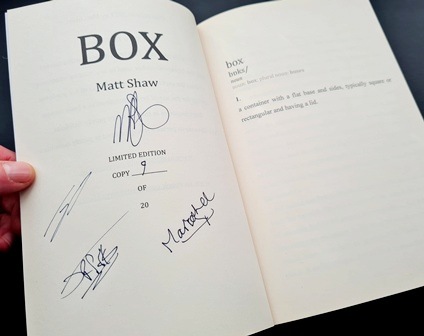 BOX
Matt Shaw
LIMITED EDITION
COPY 9
OF
20
box
bɒks/
noun
1.
a container with a flat base and sides, typically square or
rectangular and having a lid.